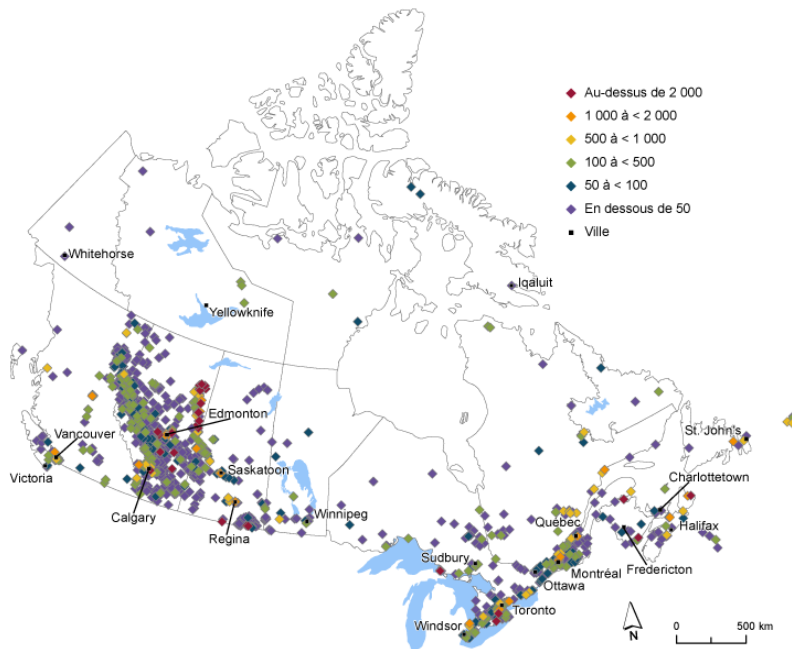 Au-dessus de 2 000
1 000 à < 2 000
500 à < 1 000
100 à < 500
50 à < 100
En dessous de 50
Ville
Whitehorse
Iqaluit
Yellowknife
Edmonton
Vancouver
St. John's
Saskatoon
Charlottetown
Victoria
Calgary
Regina
Winnipeg
Québec
Halifax
Sudbury
Montréal
Fredericton
Ottawa
Toronto
Windsor
N
0 500 km